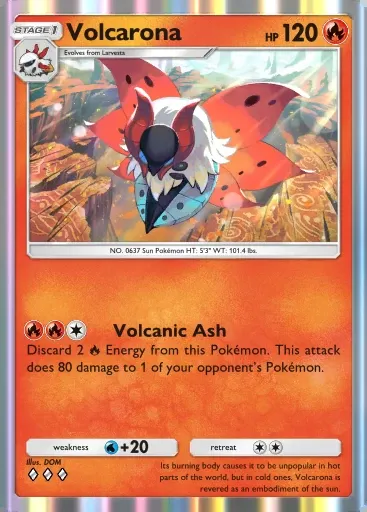 STAGE 1 Volcarona HP 120
Evolves from Larvesta
NO. 0637 Sun Pokémon HT: 5'3" WT: 101.4 lbs.
Volcanic Ash
Discard 2 Energy from this Pokémon. This attack
does 80 damage to 1 of your opponent's Pokémon.
weakness +20 retreat
Illus. DOM
Its burning body causes it to be unpopular in hot
parts of the world, but in cold ones, Volcarona is
revered as an embodiment of the sun.